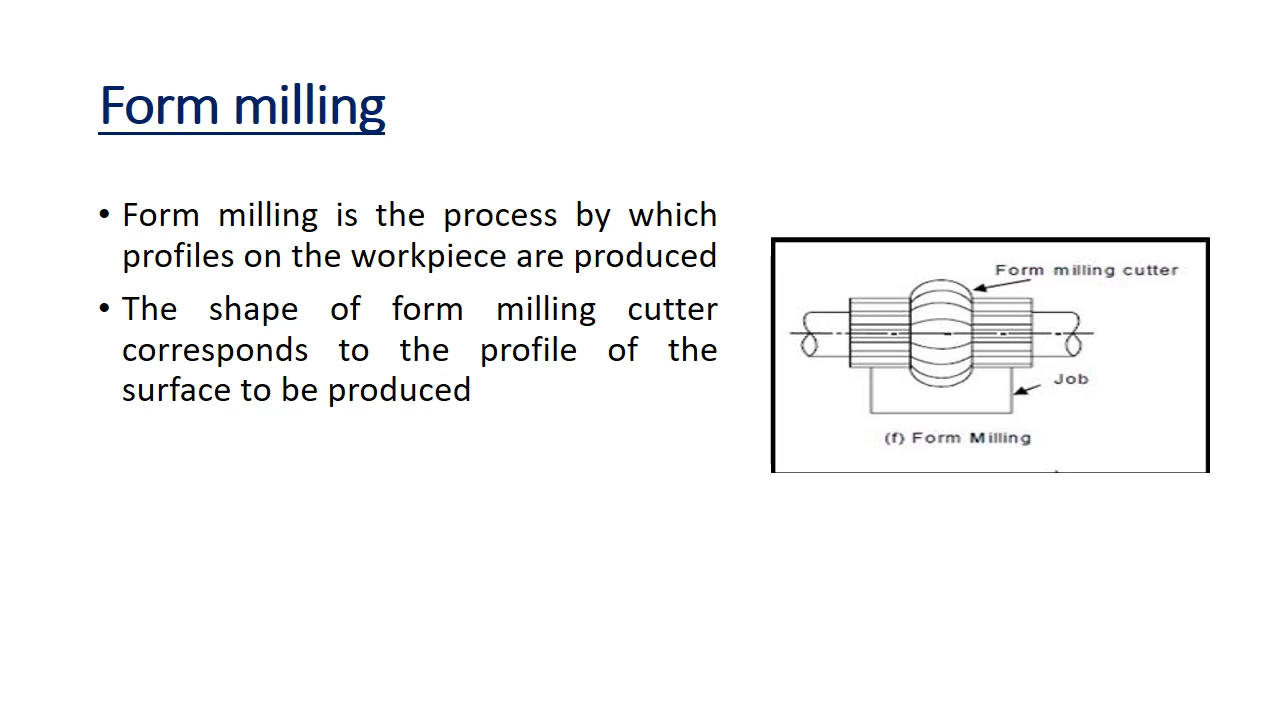 Form milling
• Form milling is the process by which
profiles on the workpiece are produced
• The shape of form milling cutter
corresponds to the profile of the
surface to be produced
Form milling cutter
Job
(f) Form Milling